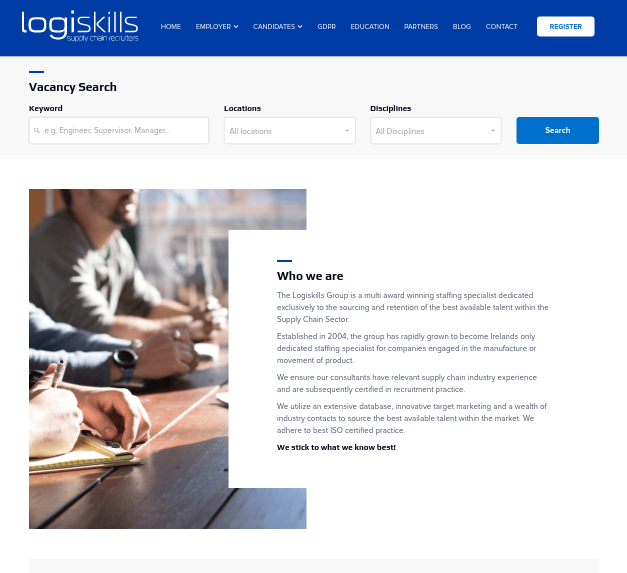 logiskills
supply chain recruiters
HOME EMPLOYER CANDIDATES GDPR EDUCATION PARTNERS BLOG CONTACT REGISTER
Vacancy Search
Keyword Locations Disciplines
e.g. Engineer, Supervisor, Manager... All locations All Disciplines Search
Who we are
The Logiskills Group is a multi award winning staffing specialist dedicated
exclusively to the sourcing and retention of the best available talent within the
Supply Chain Sector.
Established in 2004, the group has rapidly grown to become Irelands only
dedicated staffing specialist for companies engaged in the manufacture or
movement of product.
We ensure our consultants have relevant supply chain industry experience
and are subsequently certified in recruitment practice.
We utilize an extensive database, innovative target marketing and a wealth of
industry contacts to source the best available talent within the market. We
adhere to best ISO certified practice.
We stick to what we know best!